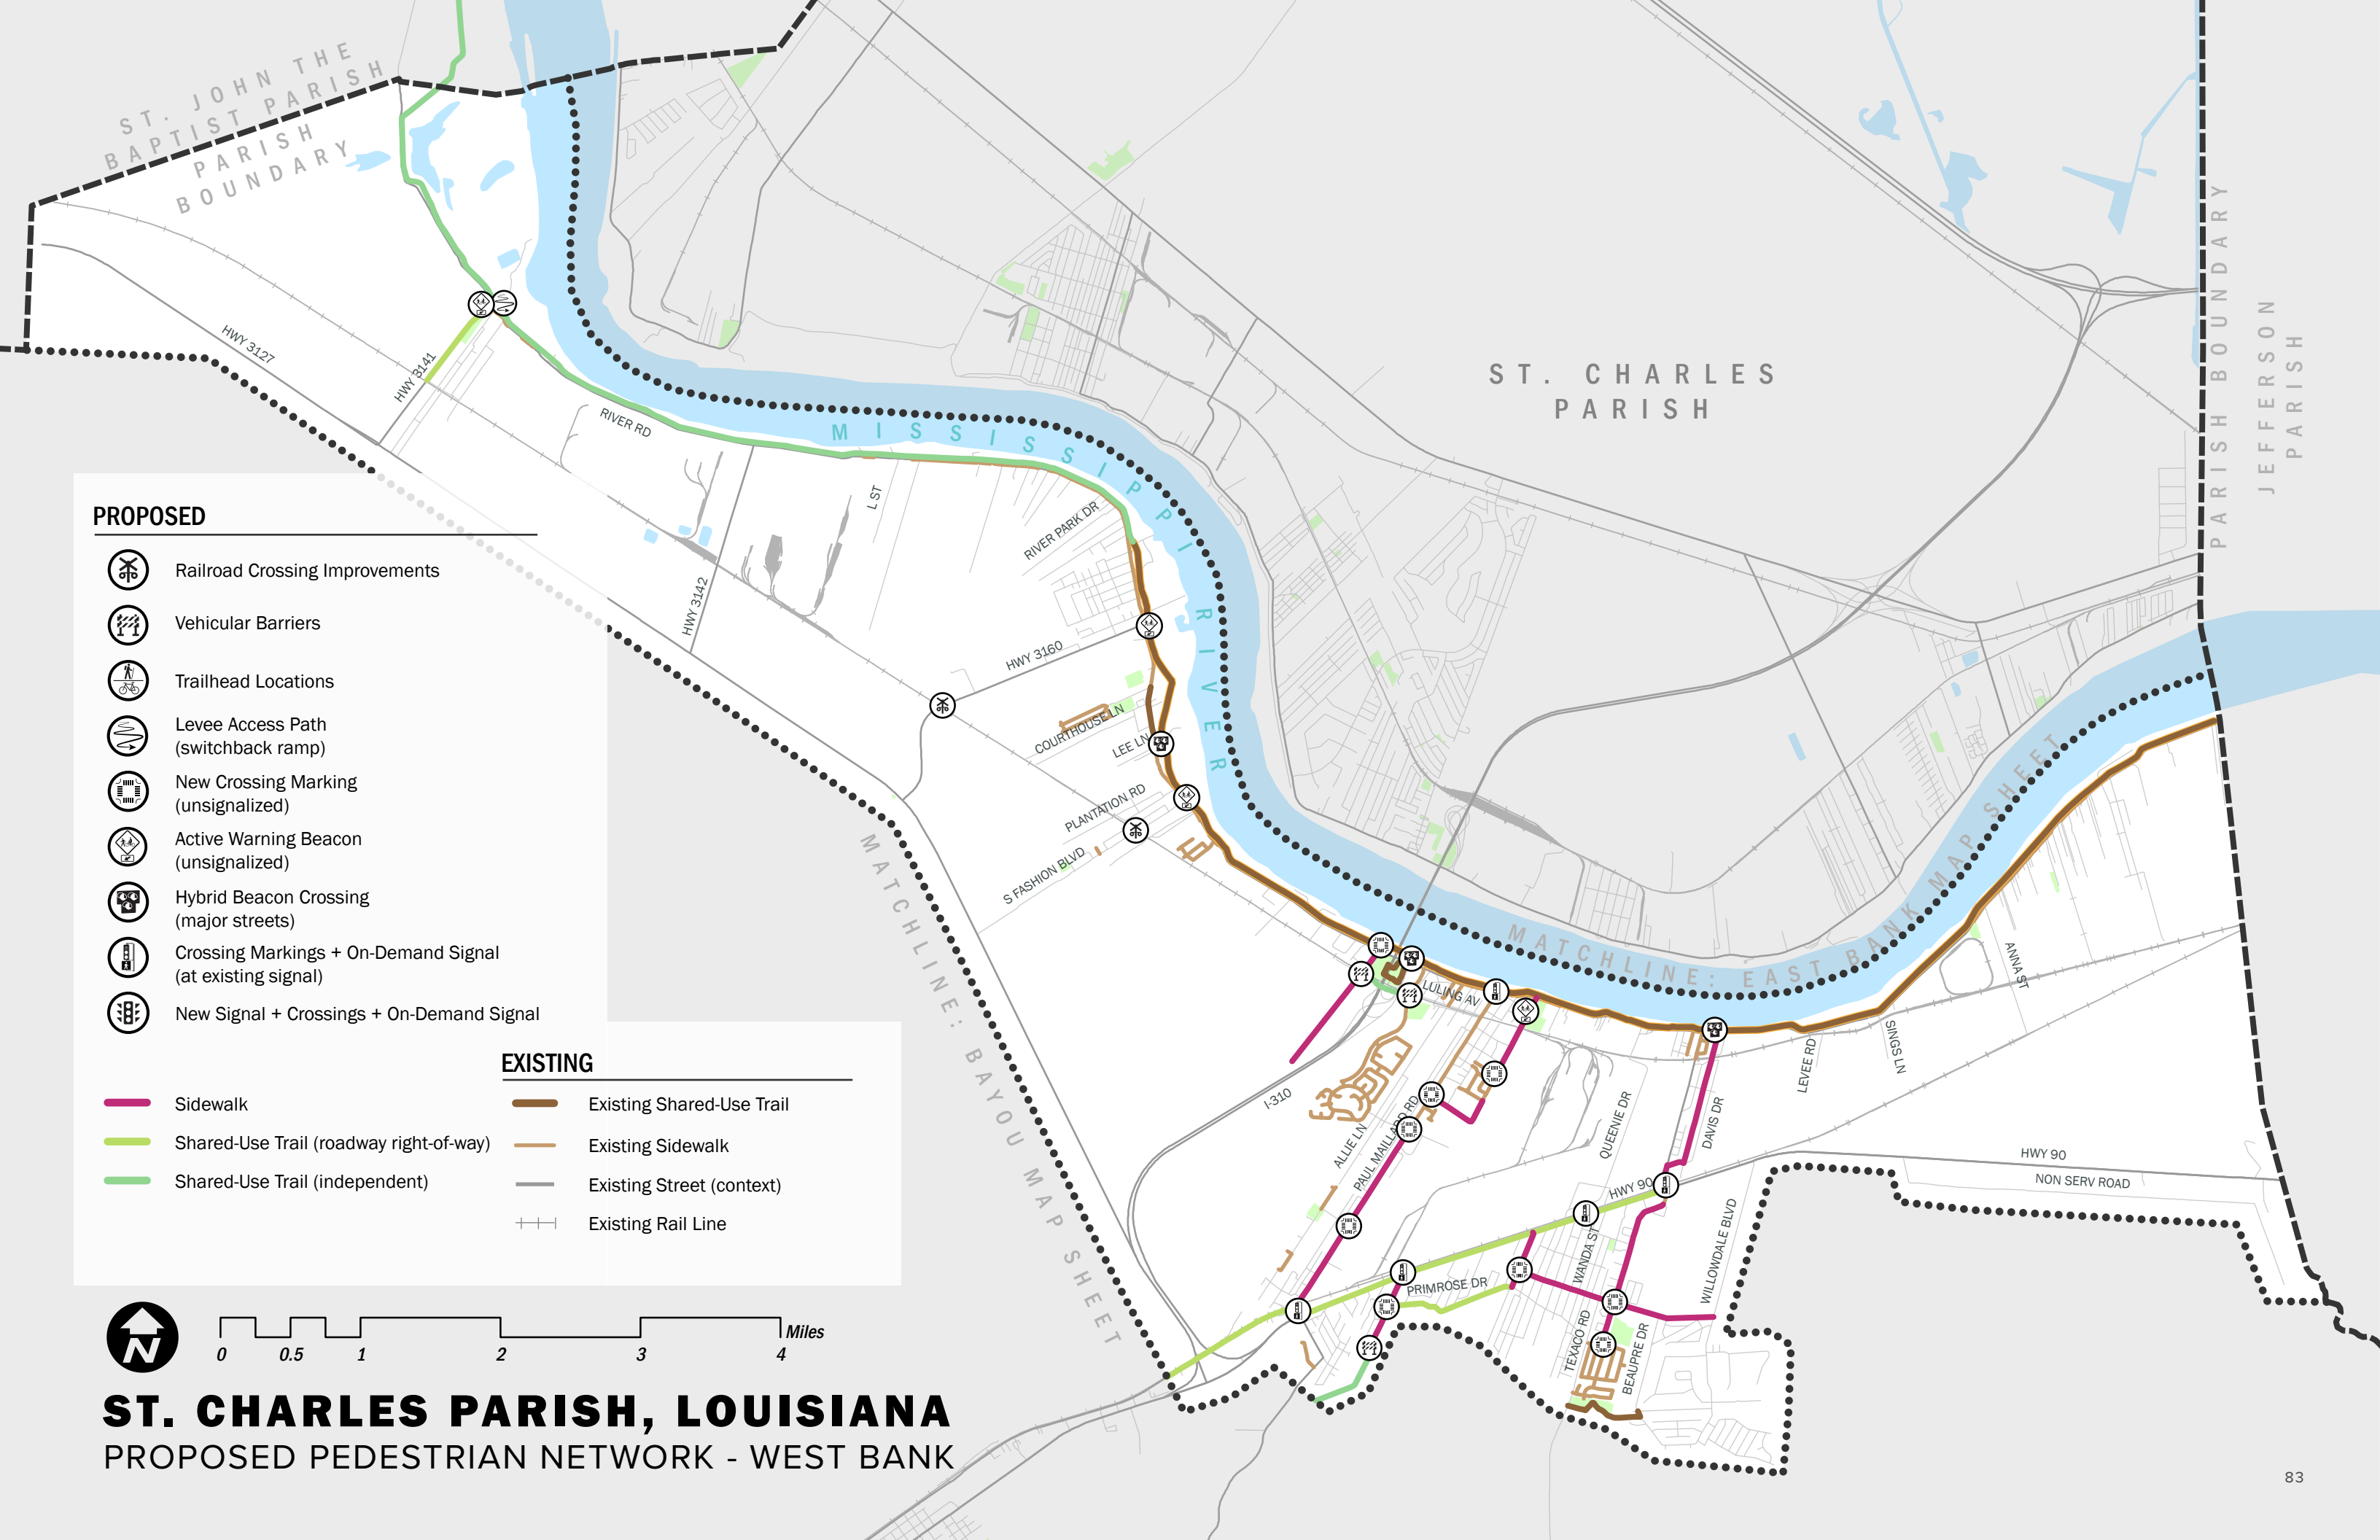 ST. JOHN THE
BAPTIST PARISH
PARISH
BOUNDARY
ST. CHARLES
PARISH
PARISH BOUNDARY
JEFFERSON
PARISH
HWY 3127
HWY 3141
RIVER RD
MISSISSIPPI RIVER
L ST
RIVER PARK DR
HWY 3142
HWY 3160
COURTHOUSE LN
LEE LN
PLANTATION RD
S FASHION BLVD
MATCHLINE: BAYOU MAP SHEET
MATCHLINE: EAST BANK MAP SHEET
LULING AV
I-310
ALLIE LN
PAUL MAILLARD RD
QUEENIE DR
DAVIS DR
LEVEE RD
SINGS LN
ANNA ST
HWY 90
HWY 90
NON SERV ROAD
WANDA ST
WILLOWDALE BLVD
PRIMROSE DR
TEXACO RD
BEAUPRE DR
PROPOSED
Railroad Crossing Improvements
Vehicular Barriers
Trailhead Locations
Levee Access Path
(switchback ramp)
New Crossing Marking
(unsignalized)
Active Warning Beacon
(unsignalized)
Hybrid Beacon Crossing
(major streets)
Crossing Markings + On-Demand Signal
(at existing signal)
New Signal + Crossings + On-Demand Signal
Sidewalk
Shared-Use Trail (roadway right-of-way)
Shared-Use Trail (independent)
EXISTING
Existing Shared-Use Trail
Existing Sidewalk
Existing Street (context)
Existing Rail Line
N
0 0.5 1 2 3 4 Miles
ST. CHARLES PARISH, LOUISIANA
PROPOSED PEDESTRIAN NETWORK - WEST BANK
83